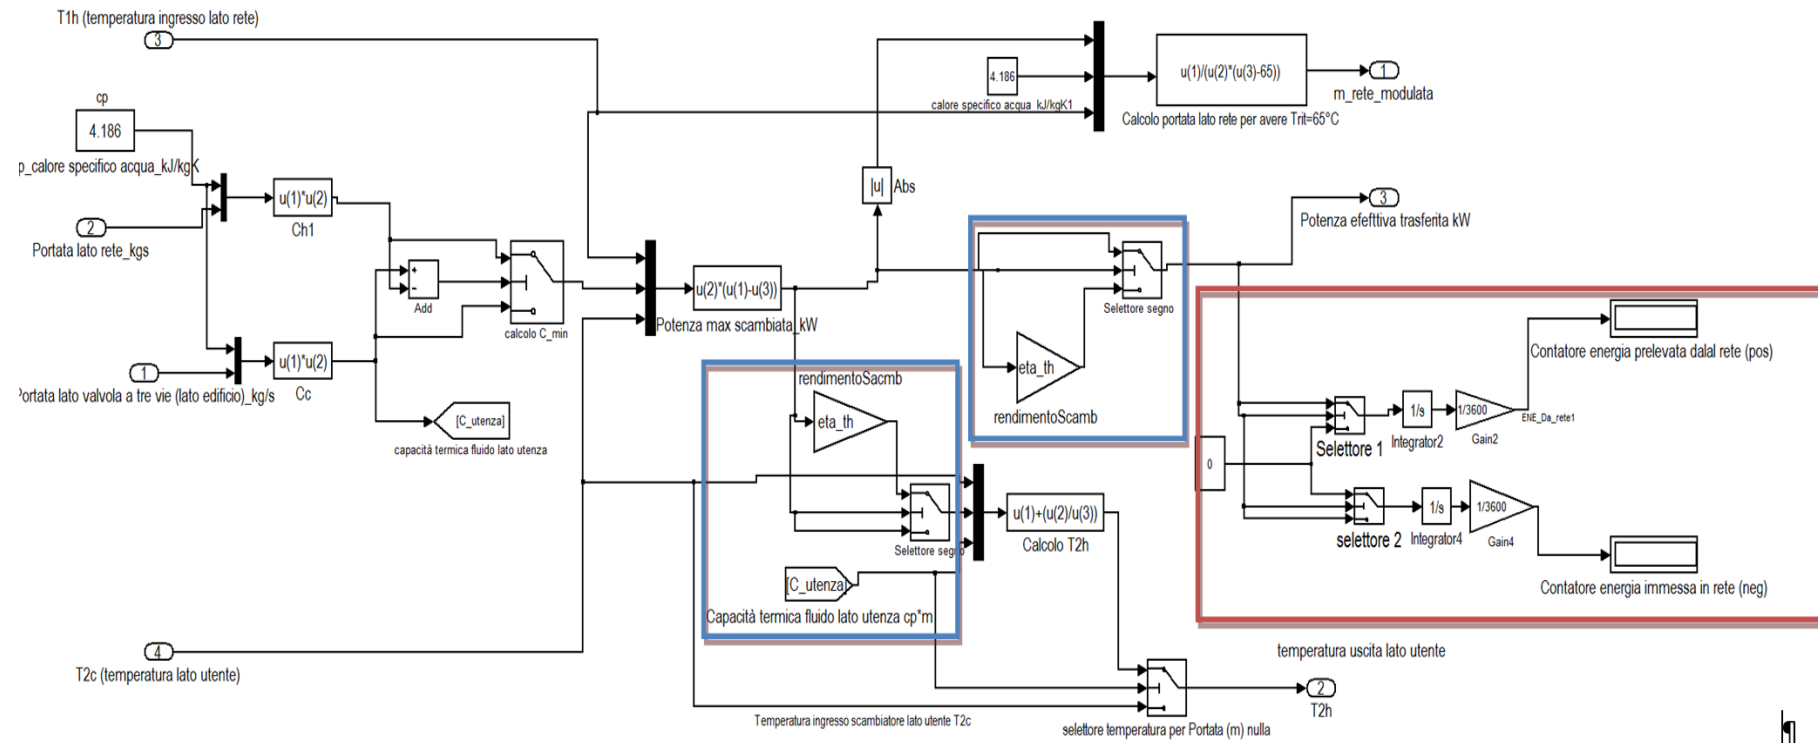 T1h (temperatura ingresso lato rete)
3
cp
4.186
p_calore specifico acqua_kJ/kgK
u(1)*u(2)
Ch1
2
Portata lato rete_kgs
+
-
Add
calcolo C_min
u(1)*u(2)
Cc
1
Portata lato valvola a tre vie (lato edificio)_kg/s
[C_utenza]
capacità termica fluido lato utenza
u(2)*(u(1)-u(3))
Potenza max scambiata_kW
4.186
calore specifico acqua kJ/kgK1
u(1)/(u(2)*(u(3)-65))
Calcolo portata lato rete per avere Trit=65°C
1
m_rete_modulata
|u|
Abs
3
Potenza efefttiva trasferita kW
Selettore segno
eta_th
rendimentoScamb
rendimentoSacmb
eta_th
Selettore segno
[C_utenza]
Capacità termica fluido lato utenza cp*m
u(1)+(u(2)/u(3))
Calcolo T2h
0
Selettore 1
1/s
Integrator2
1/3600
Gain2
ENE_Da_rete1
Contatore energia prelevata dalal rete (pos)
selettore 2
1/s
Integrator4
1/3600
Gain4
Contatore energia immessa in rete (neg)
4
T2c (temperatura lato utente)
Temperatura ingresso scambiatore lato utente T2c
selettore temperatura per Portata (m) nulla
temperatura uscita lato utente
2
T2h
¶